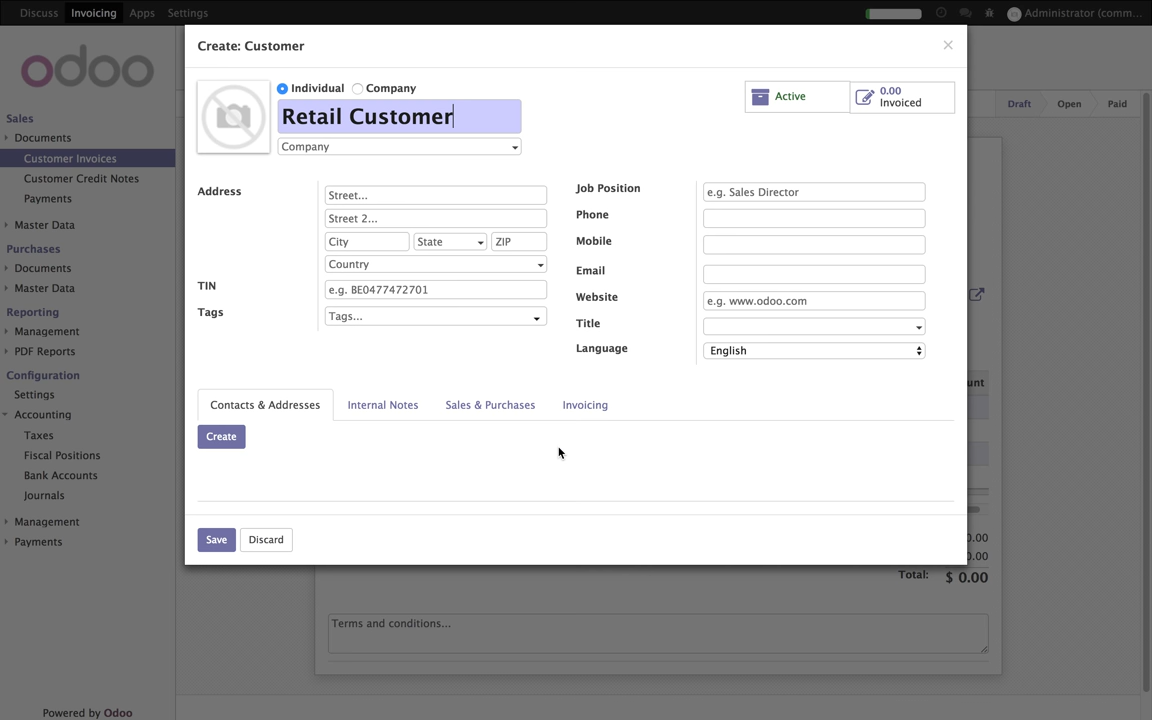 Discuss Invoicing Apps Settings Administrator (comm...
odoo
Create: Customer
×
Individual Company
Retail Customer
Company
Active
0.00
Invoiced
Draft Open Paid
Sales
Documents
Customer Invoices
Customer Credit Notes
Payments
Master Data
Purchases
Documents
Master Data
Reporting
Management
PDF Reports
Configuration
Settings
Accounting
Taxes
Fiscal Positions
Bank Accounts
Journals
Management
Payments
Powered by Odoo
Address
Street...
Street 2...
City State ZIP
Country
TIN e.g. BE0477472701
Tags Tags...
Job Position e.g. Sales Director
Phone
Mobile
Email
Website e.g. www.odoo.com
Title
Language English
Contacts & Addresses Internal Notes Sales & Purchases Invoicing
Create
Save Discard
unt
0.00
0.00
Total: $ 0.00
Terms and conditions...